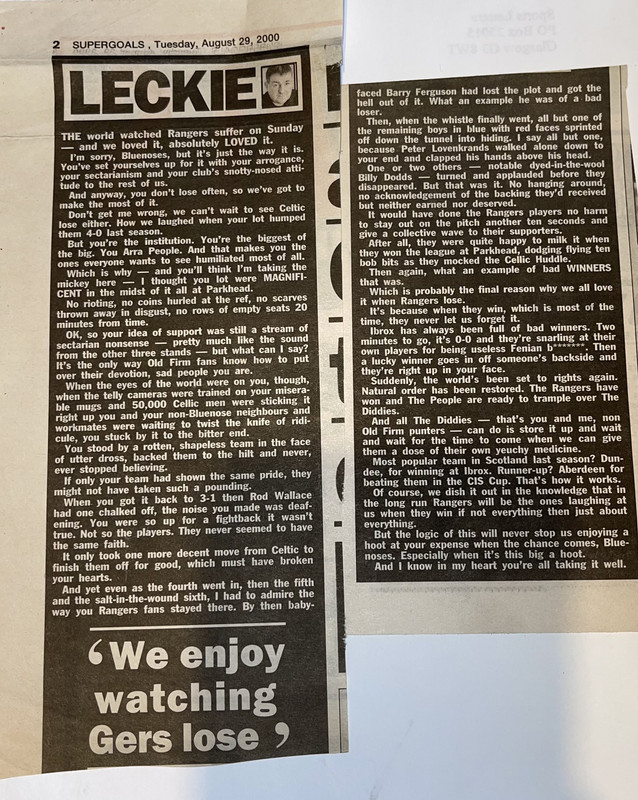 2 SUPERGOALS, Tuesday, August 29, 2000
LECKIE
THE world watched Rangers suffer on Sunday
— and we loved it, absolutely LOVED it.
I'm sorry, Bluenoses, but it's just the way it is.
You've set yourselves up for it with your arrogance,
your sectarianism and your club's snotty-nosed atti-
tude to the rest of us.
And anyway, you don't lose often, so we've got to
make the most of it.
Don't get me wrong, we can't wait to see Celtic
lose either. How we laughed when your lot humped
them 4-0 last season.
But you're the institution. You're the biggest of
the big. You Arra People. And that makes you the
ones everyone wants to see humiliated most of all.
Which is why — and you'll think I'm taking the
mickey here — I thought you lot were MAGNIFI-
CENT in the midst of it all at Parkhead.
No rioting, no coins hurled at the ref, no scarves
thrown away in disgust, no rows of empty seats 20
minutes from time.
OK, so your idea of support was still a stream of
sectarian nonsense — pretty much like the sound
from the other three stands — but what can I say?
It's the only way Old Firm fans know how to put
over their devotion, sad people you are.
When the eyes of the world were on you, though,
when the telly cameras were trained on your misera-
ble mugs and 50,000 Celtic men were sticking it
right up you and your non-Bluenose neighbours and
workmates were waiting to twist the knife of ridi-
cule, you stuck by it to the bitter end.
You stood by a rotten, shapeless team in the face
of utter dross, backed them to the hilt and never,
ever stopped believing.
If only your team had shown the same pride, they
might not have taken such a pounding.
When you got it back to 3-1 then Rod Wallace
had one chalked off, the noise you made was deaf-
ening. You were so up for a fightback it wasn't
true. Not so the players. They never seemed to have
the same faith.
It only took one more decent move from Celtic to
finish them off for good, which must have broken
your hearts.
And yet even as the fourth went in, then the fifth
and the salt-in-the-wound sixth, I had to admire the
way you Rangers fans stayed there. By then baby-
‘We enjoy
watching
Gers lose’
faced Barry Ferguson had lost the plot and got the
hell out of it. What an example he was of a bad
loser.
Then, when the whistle finally went, all but one of
the remaining boys in blue with red faces sprinted
off down the tunnel into hiding. I say all but one,
because Peter Lovenkrands walked alone down to
your end and clapped his hands above his head.
One or two others — notable dyed-in-the-wool
Billy Dodds — turned and applauded before they
disappeared. But that was it. No hanging around,
no acknowledgement of the backing they'd received
but neither earned nor deserved.
It would have done the Rangers players no harm
to stay out on the pitch another ten seconds and
give a collective wave to their supporters.
After all, they were quite happy to milk it when
they won the league at Parkhead, dodging flying ten
bob bits as they mocked the Cellic Huddle.
Then again, what an example of bad WINNERS
that was.
Which is probably the final reason why we all love
it when Rangers lose.
It's because when they win, which is most of the
time, they never let us forget it.
Ibrox has always been full of bad winners. Two
minutes to go, it's 0-0 and they're snarling at their
own players for being useless Fenian b*******. Then
a lucky winner goes in off someone's backside and
they're right up in your face.
Suddenly, the world's been set to rights again.
Natural order has been restored. The Rangers have
won and The People are ready to trample over The
Diddies.
And all The Diddies — that's you and me, non
Old Firm punters — can do is store it up and wait
and wait for the time to come when we can give
them a dose of their own yeuchy medicine.
Most popular team in Scotland last season? Dun-
dee, for winning at Ibrox. Runner-up? Aberdeen for
beating them in the CIS Cup. That's how it works.
Of course, we dish it out in the knowledge that in
the long run Rangers will be the ones laughing at
us when they win if not everything then just about
everything.
But the logic of this will never stop us enjoying a
hoot at your expense when the chance comes, Blue-
noses. Especially when it's this big a hoot.
And I know in my heart you're all taking it well.